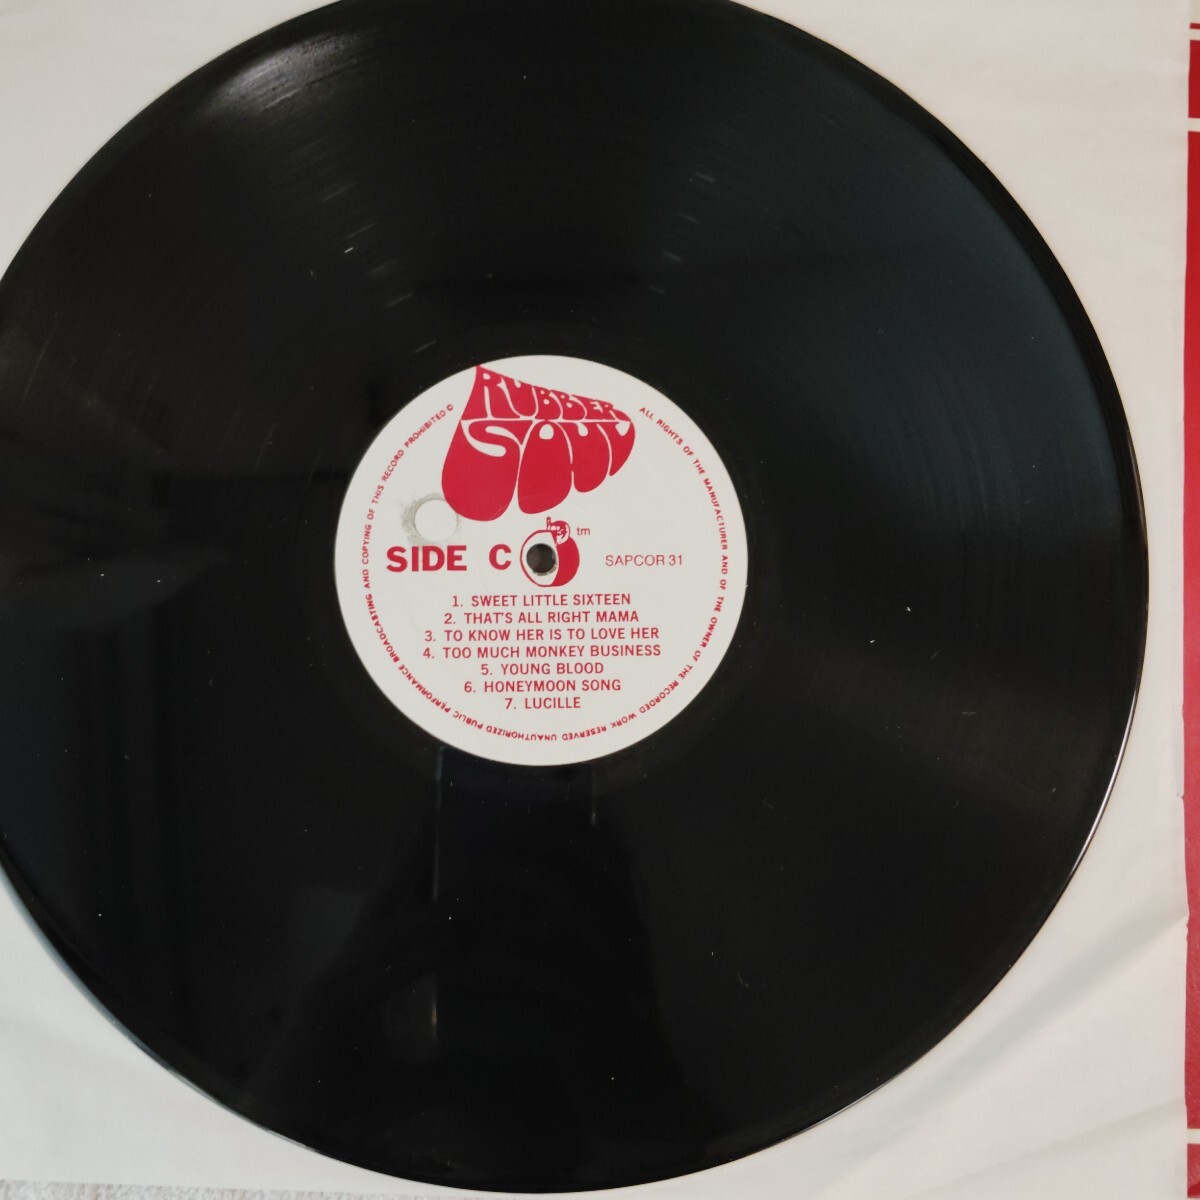 RUBBER
SOUL
SIDE C
tm
SAPCOR 31
1. SWEET LITTLE SIXTEEN
2. THAT'S ALL RIGHT MAMA
3. TO KNOW HER IS TO LOVE HER
4. TOO MUCH MONKEY BUSINESS
5. YOUNG BLOOD
6. HONEYMOON SONG
7. LUCILLE
ALL RIGHTS OF THE MANUFACTURER AND OF THE OWNER OF THE RECORDED WORK RESERVED UNAUTHORIZED PUBLIC PERFORMANCE BROADCASTING AND COPYING OF THIS RECORD PROHIBITED ©